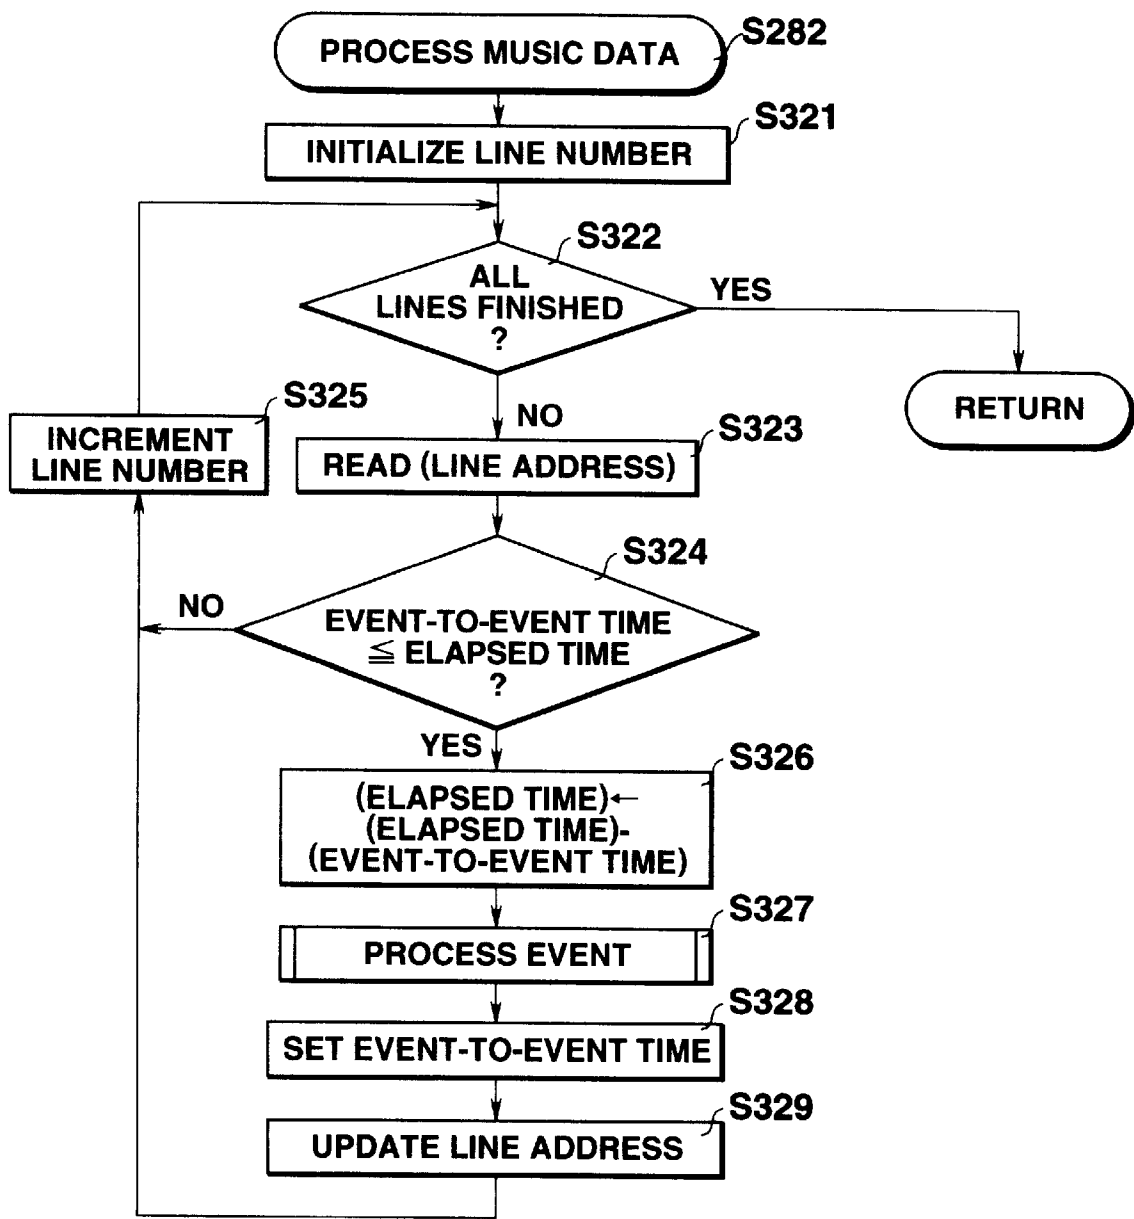 PROCESS MUSIC DATA
S282
INITIALIZE LINE NUMBER
S321
ALL
LINES FINISHED
?
S322
YES
RETURN
NO
INCREMENT
LINE NUMBER
S325
READ (LINE ADDRESS)
S323
EVENT-TO-EVENT TIME
≦ ELAPSED TIME
?
S324
NO
YES
(ELAPSED TIME)←
(ELAPSED TIME)-
(EVENT-TO-EVENT TIME)
S326
PROCESS EVENT
S327
SET EVENT-TO-EVENT TIME
S328
UPDATE LINE ADDRESS
S329